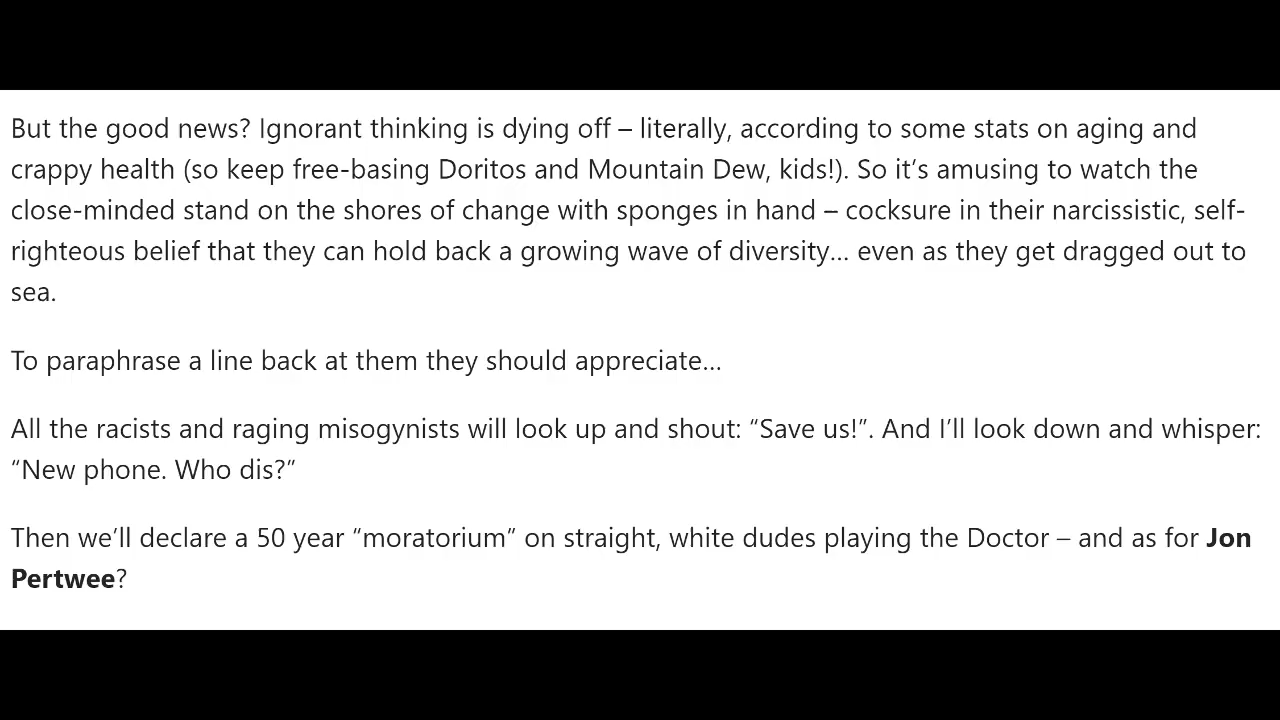 But the good news? Ignorant thinking is dying off – literally, according to some stats on aging and
crappy health (so keep free-basing Doritos and Mountain Dew, kids!). So it’s amusing to watch the
close-minded stand on the shores of change with sponges in hand – cocksure in their narcissistic, self-
righteous belief that they can hold back a growing wave of diversity… even as they get dragged out to
sea.
To paraphrase a line back at them they should appreciate…
All the racists and raging misogynists will look up and shout: “Save us!”. And I’ll look down and whisper:
“New phone. Who dis?”
Then we’ll declare a 50 year “moratorium” on straight, white dudes playing the Doctor – and as for Jon
Pertwee?